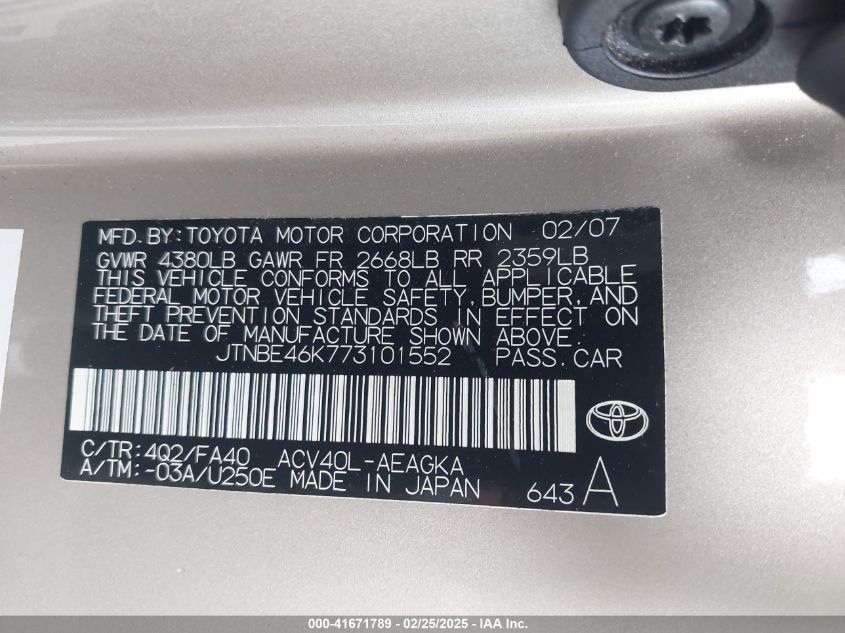 MFD. BY: TOYOTA MOTOR CORPORATION 02/07
GVWR 4380LB GAWR FR 2668LB RR 2359LB
THIS VEHICLE CONFORMS TO ALL APPLICABLE
FEDERAL MOTOR VEHICLE SAFETY, BUMPER, AND
THEFT PREVENTION STANDARDS IN EFFECT ON
THE DATE OF MANUFACTURE SHOWN ABOVE.
JTNBE46K773101552 PASS. CAR
C/TR: 4Q2/FA40 ACV40L-AEAGKA
A/TM: -03A/U250E MADE IN JAPAN 643 A
000-41671789 - 02/25/2025 - IAA Inc.